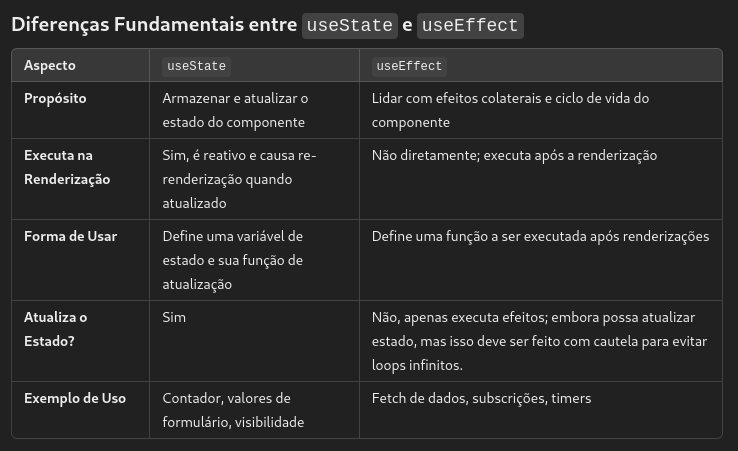 Diferenças Fundamentais entre useState e useEffect
Aspecto useState useEffect
Propósito Armazenar e atualizar o Lidar com efeitos colaterais e ciclo de vida do
estado do componente componente
Executa na Sim, é reativo e causa re- Não diretamente; executa após a renderização
Renderização renderização quando
atualizado
Forma de Usar Define uma variável de Define uma função a ser executada após renderizações
estado e sua função de
atualização
Atualiza o Sim Não, apenas executa efeitos; embora possa atualizar
Estado? estado, mas isso deve ser feito com cautela para evitar
loops infinitos.
Exemplo de Uso Contador, valores de Fetch de dados, subscrições, timers
formulário, visibilidade